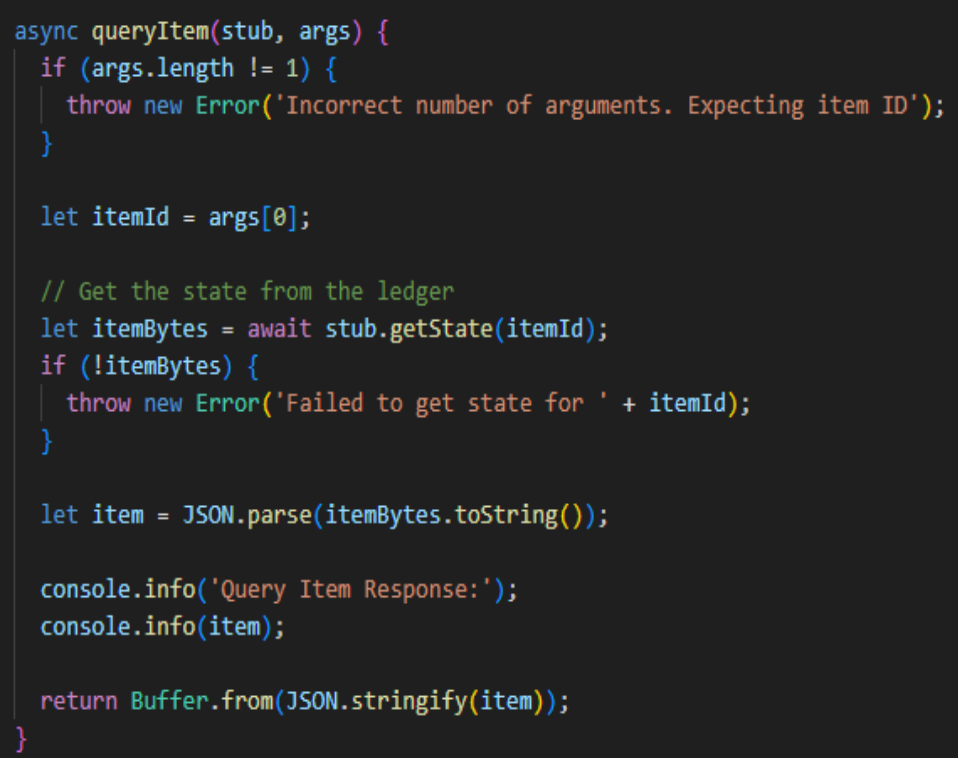 async queryItem(stub, args) {
  if (args.length != 1) {
    throw new Error('Incorrect number of arguments. Expecting item ID');
  }

  let itemId = args[0];

  // Get the state from the ledger
  let itemBytes = await stub.getState(itemId);
  if (!itemBytes) {
    throw new Error('Failed to get state for ' + itemId);
  }

  let item = JSON.parse(itemBytes.toString());

  console.info('Query Item Response:');
  console.info(item);

  return Buffer.from(JSON.stringify(item));
}